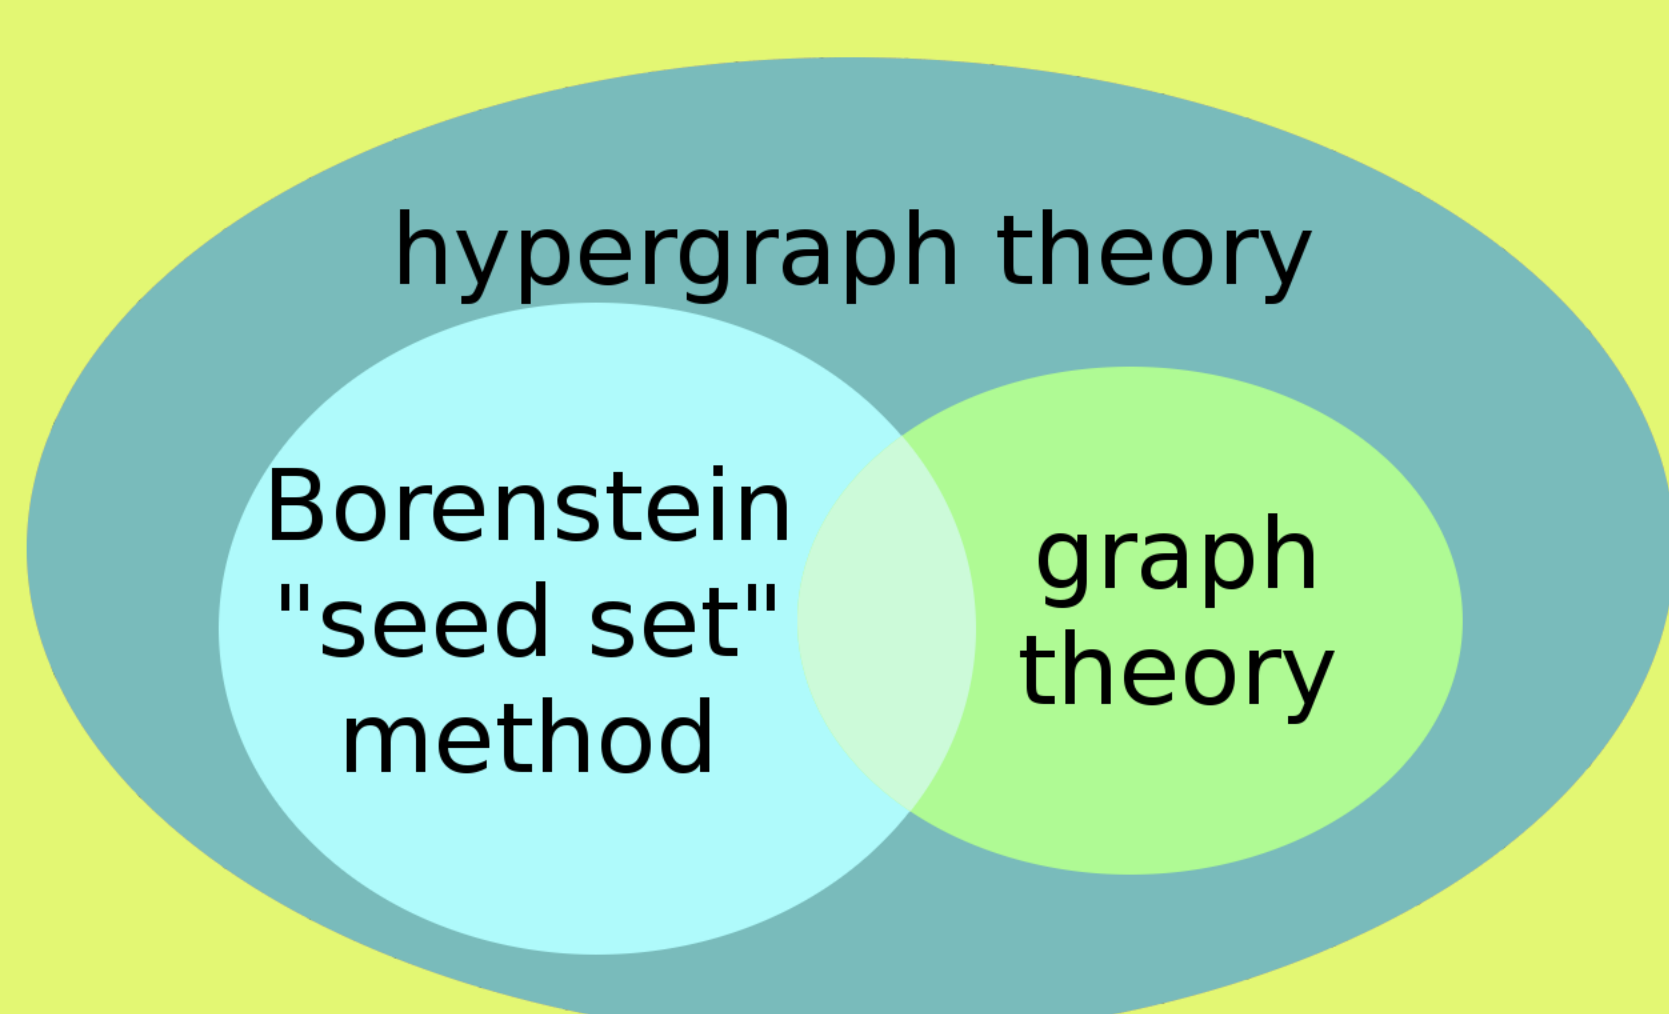 hypergraph theory
Borenstein
"seed set"
method
graph
theory